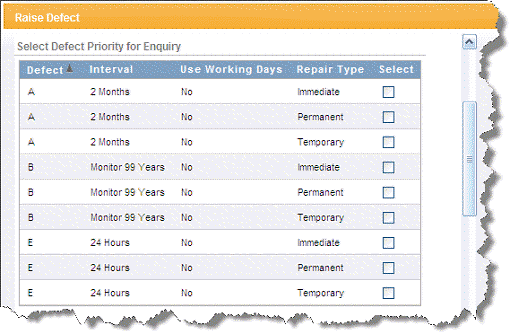 Raise Defect
Select Defect Priority for Enquiry
Defect Interval Use Working Days Repair Type Select
A 2 Months No Immediate
A 2 Months No Permanent
A 2 Months No Temporary
B Monitor 99 Years No Immediate
B Monitor 99 Years No Permanent
B Monitor 99 Years No Temporary
E 24 Hours No Immediate
E 24 Hours No Permanent
E 24 Hours No Temporary